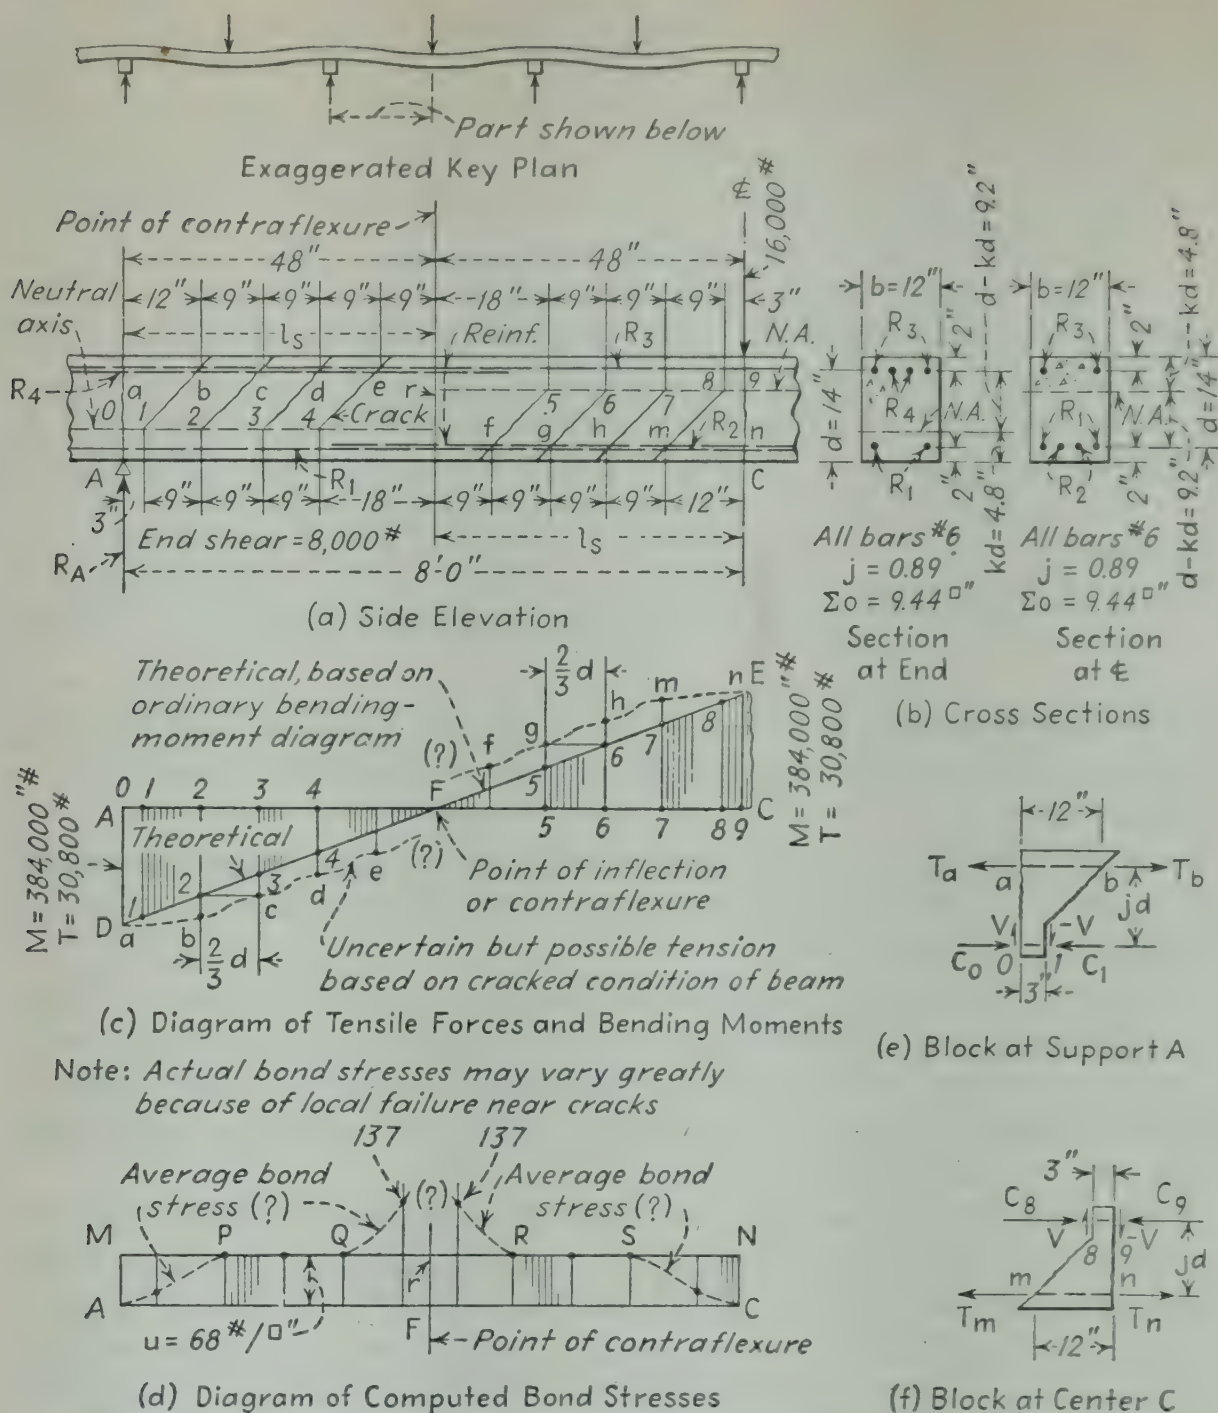 Part shown below
Exaggerated Key Plan
Point of contraflexure
℄
16,000#
48" 48"
Neutral axis
12" 9" 9" 9" 9" 18" 9" 9" 9" 3"
ls Reinf. R3 N.A.
R4 a b c d e r 8 9
0 1 2 3 4 Crack 5 6 7
f g h m R2 n
A R1 C
3" 9" 9" 9" 18" 9" 9" 9" 9" 12"
End shear = 8,000# ls
RA 8'-0"
(a) Side Elevation
b=12" b=12"
d-kd=9.2" d-kd=4.8"
R3 2" R3 2"
d=14" R4 N.A. R1 N.A. d=14"
R1 2" R2 2"
kd=4.8" d-kd=9.2"
All bars #6 All bars #6
j = 0.89 j = 0.89
Σo = 9.44□" Σo = 9.44□"
Section at End
Section at ℄
(b) Cross Sections
Theoretical, based on
ordinary bending-
moment diagram
2/3 d
m n E
(?) f g h
0 1 2 3 4 F 5 6 7 8
A 5 6 7 8 9 C
M = 384,000"#
T = 30,800#
M = 384,000"#
T = 30,800#
Theoretical
1 2 3 4
D a b c d e (?)
2/3 d
Point of inflection
or contraflexure
Uncertain but possible tension
based on cracked condition of beam
(c) Diagram of Tensile Forces and Bending Moments
12"
Ta a b Tb
V -V jd
C0 0 1 C1
3"
(e) Block at Support A
Note: Actual bond stresses may vary greatly
because of local failure near cracks
137 137
Average bond stress (?)
(?)
Average bond stress (?)
M P Q R S N
A r C
u = 68#/□" F Point of contraflexure
(d) Diagram of Computed Bond Stresses
3"
C8 C9
V -V
8 9 jd
m n
Tm Tn
12"
(f) Block at Center C